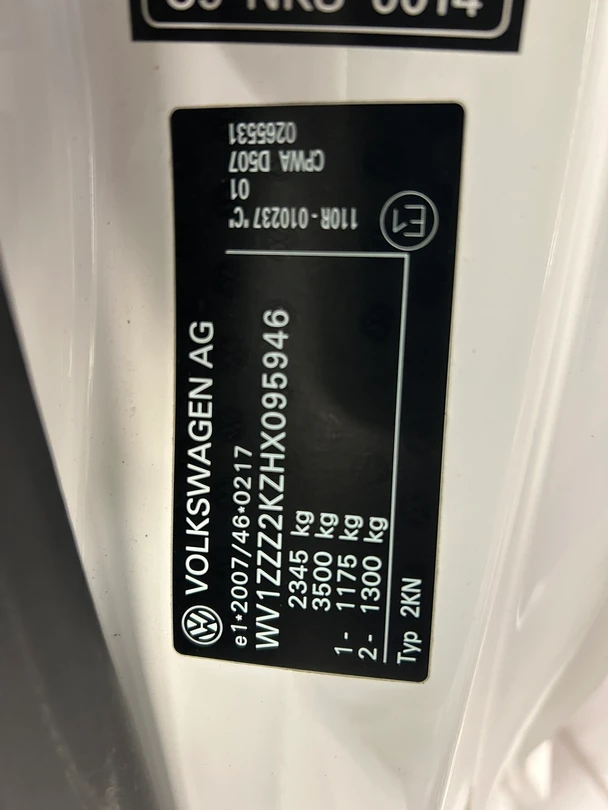 VOLKSWAGEN AG
e1*2007/46*0217
WV1ZZZ2KZHX095946
2345 kg
3500 kg
1- 1175 kg
2- 1300 kg
Typ 2KN
E1
110R-010237 "C"
01
CPWA D507
0265531